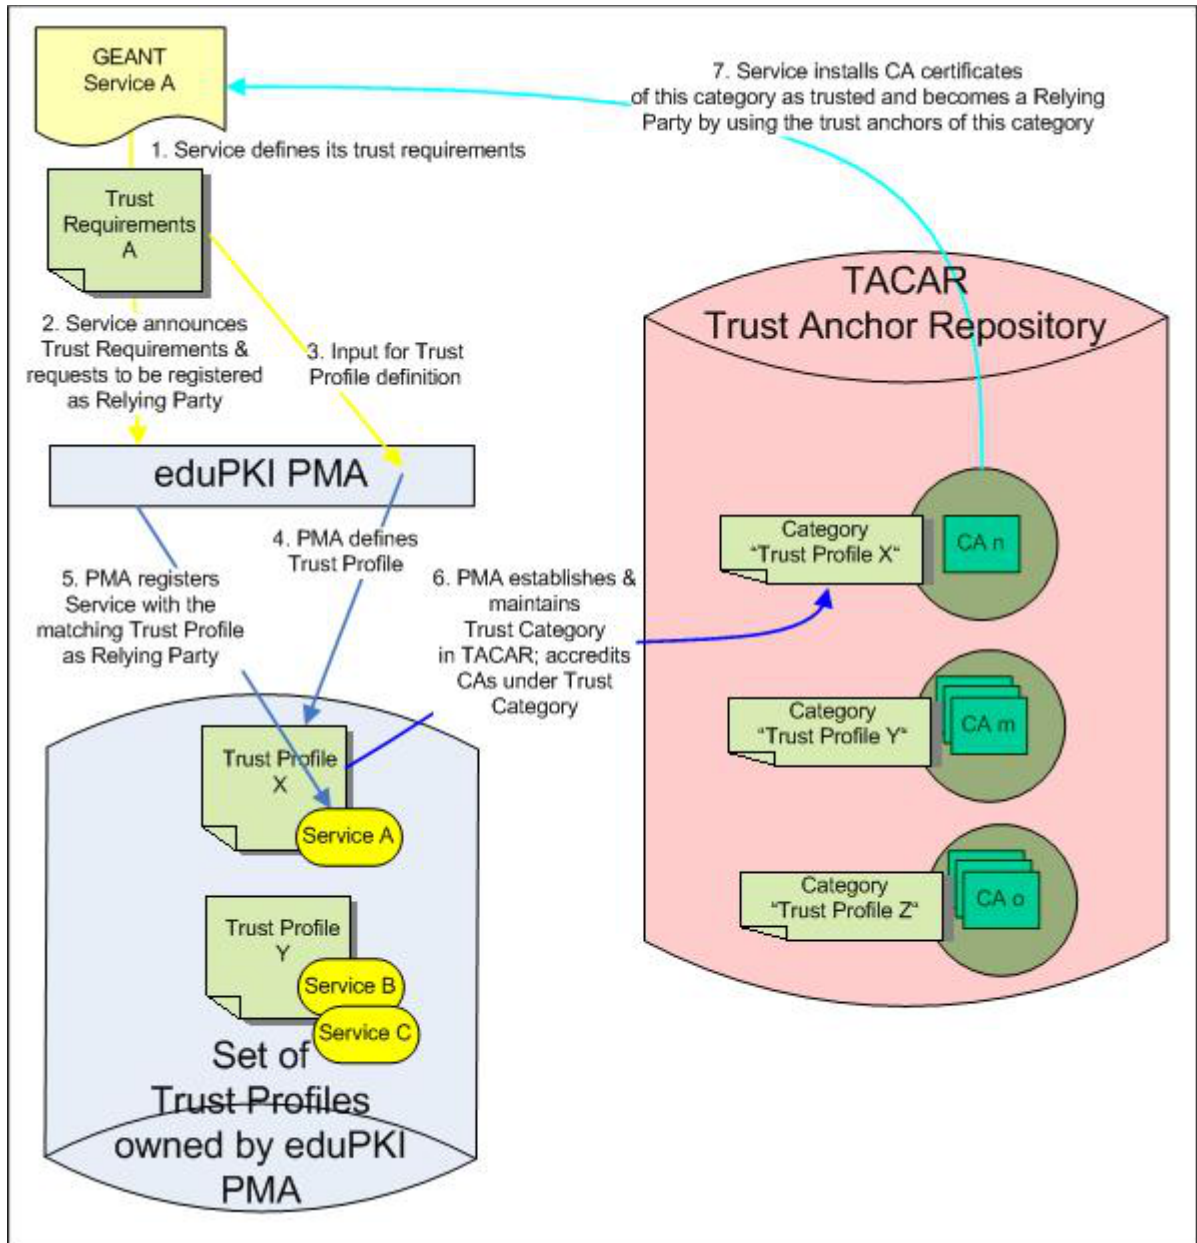 GEANT
Service A
7. Service installs CA certificates
of this category as trusted and becomes a Relying
Party by using the trust anchors of this category
1. Service defines its trust requirements
Trust
Requirements
A
2. Service announces
Trust Requirements &
requests to be registered
as Relying Party
3. Input for Trust
Profile definition
TACAR
Trust Anchor Repository
eduPKI PMA
4. PMA defines
Trust Profile
5. PMA registers
Service with the
matching Trust Profile
as Relying Party
6. PMA establishes &
maintains
Trust Category
in TACAR; accredits
CAs under Trust
Category
Category
“Trust Profile X“
CA n
Category
“Trust Profile Y“
CA m
Category
“Trust Profile Z“
CA o
Trust Profile
X
Service A
Trust Profile
Y
Service B
Service C
Set of
Trust Profiles
owned by eduPKI
PMA